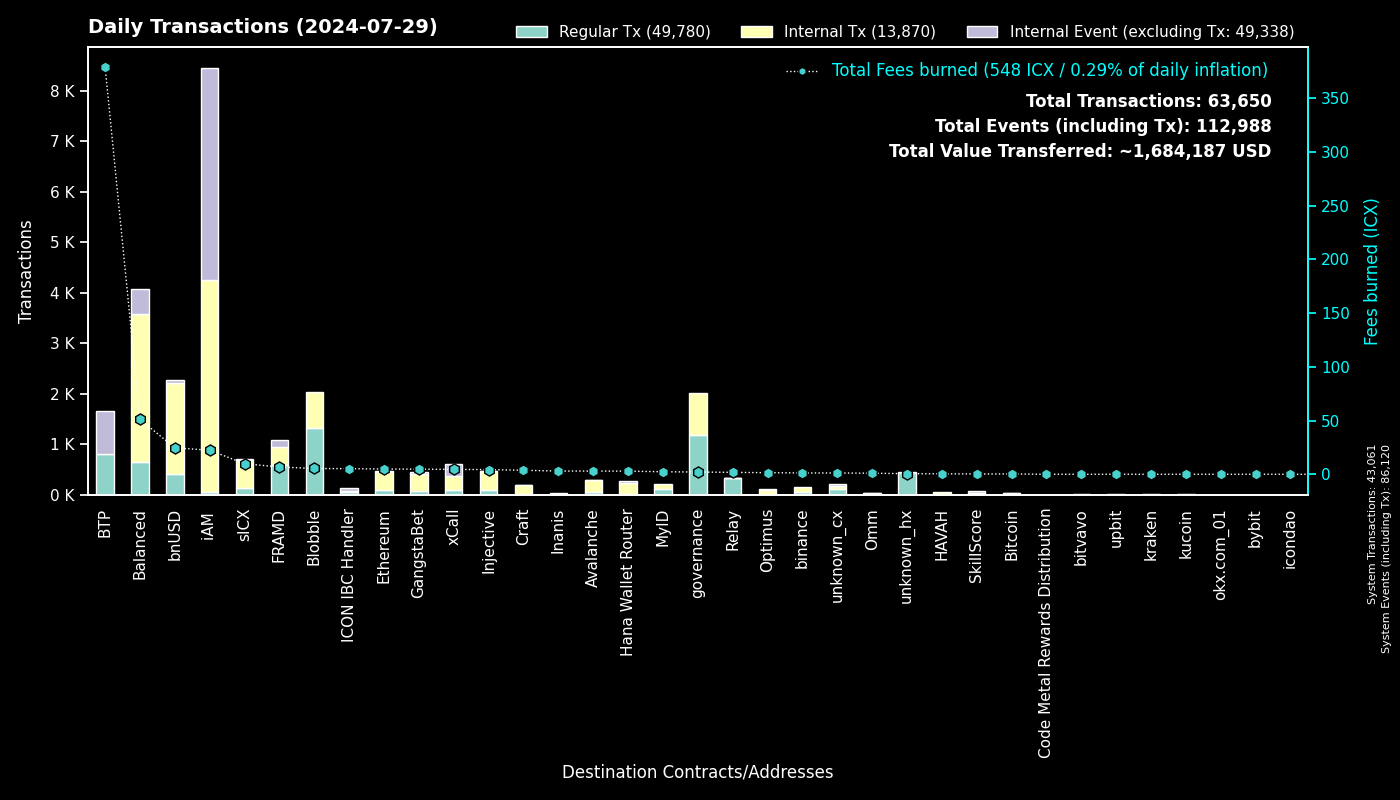 Daily Transactions (2024-07-29)
Regular Tx (49,780)
Internal Tx (13,870)
Internal Event (excluding Tx: 49,338)
Total Fees burned (548 ICX / 0.29% of daily inflation)
Total Transactions: 63,650
Total Events (including Tx): 112,988
Total Value Transferred: ~1,684,187 USD
Transactions
8 K
7 K
6 K
5 K
4 K
3 K
2 K
1 K
0 K
350
300
250
200
150
100
50
0
Fees burned (ICX)
BTP
Balanced
bnUSD
iAM
sICX
FRAMD
Blobble
ICON IBC Handler
Ethereum
GangstaBet
xCall
Injective
Craft
Inanis
Avalanche
Hana Wallet Router
MyID
governance
Relay
Optimus
binance
unknown_cx
Omm
unknown_hx
HAVAH
SkillScore
Bitcoin
Code Metal Rewards Distribution
bitvavo
upbit
kraken
kucoin
okx.com_01
bybit
icondao
Destination Contracts/Addresses
System Transactions: 43,061
System Events (including Tx): 86,120